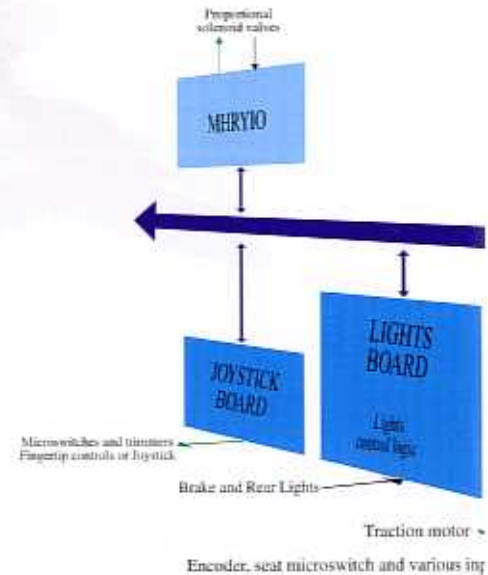 Proportional
solenoid valves
MHRYIO
LIGHTS
BOARD
JOYSTICK
BOARD
Lights
control logic
Microswitches and trimmers
Fingertip controls or Joystick
Brake and Rear Lights
Traction motor
Encoder, seat microswitch and various inp